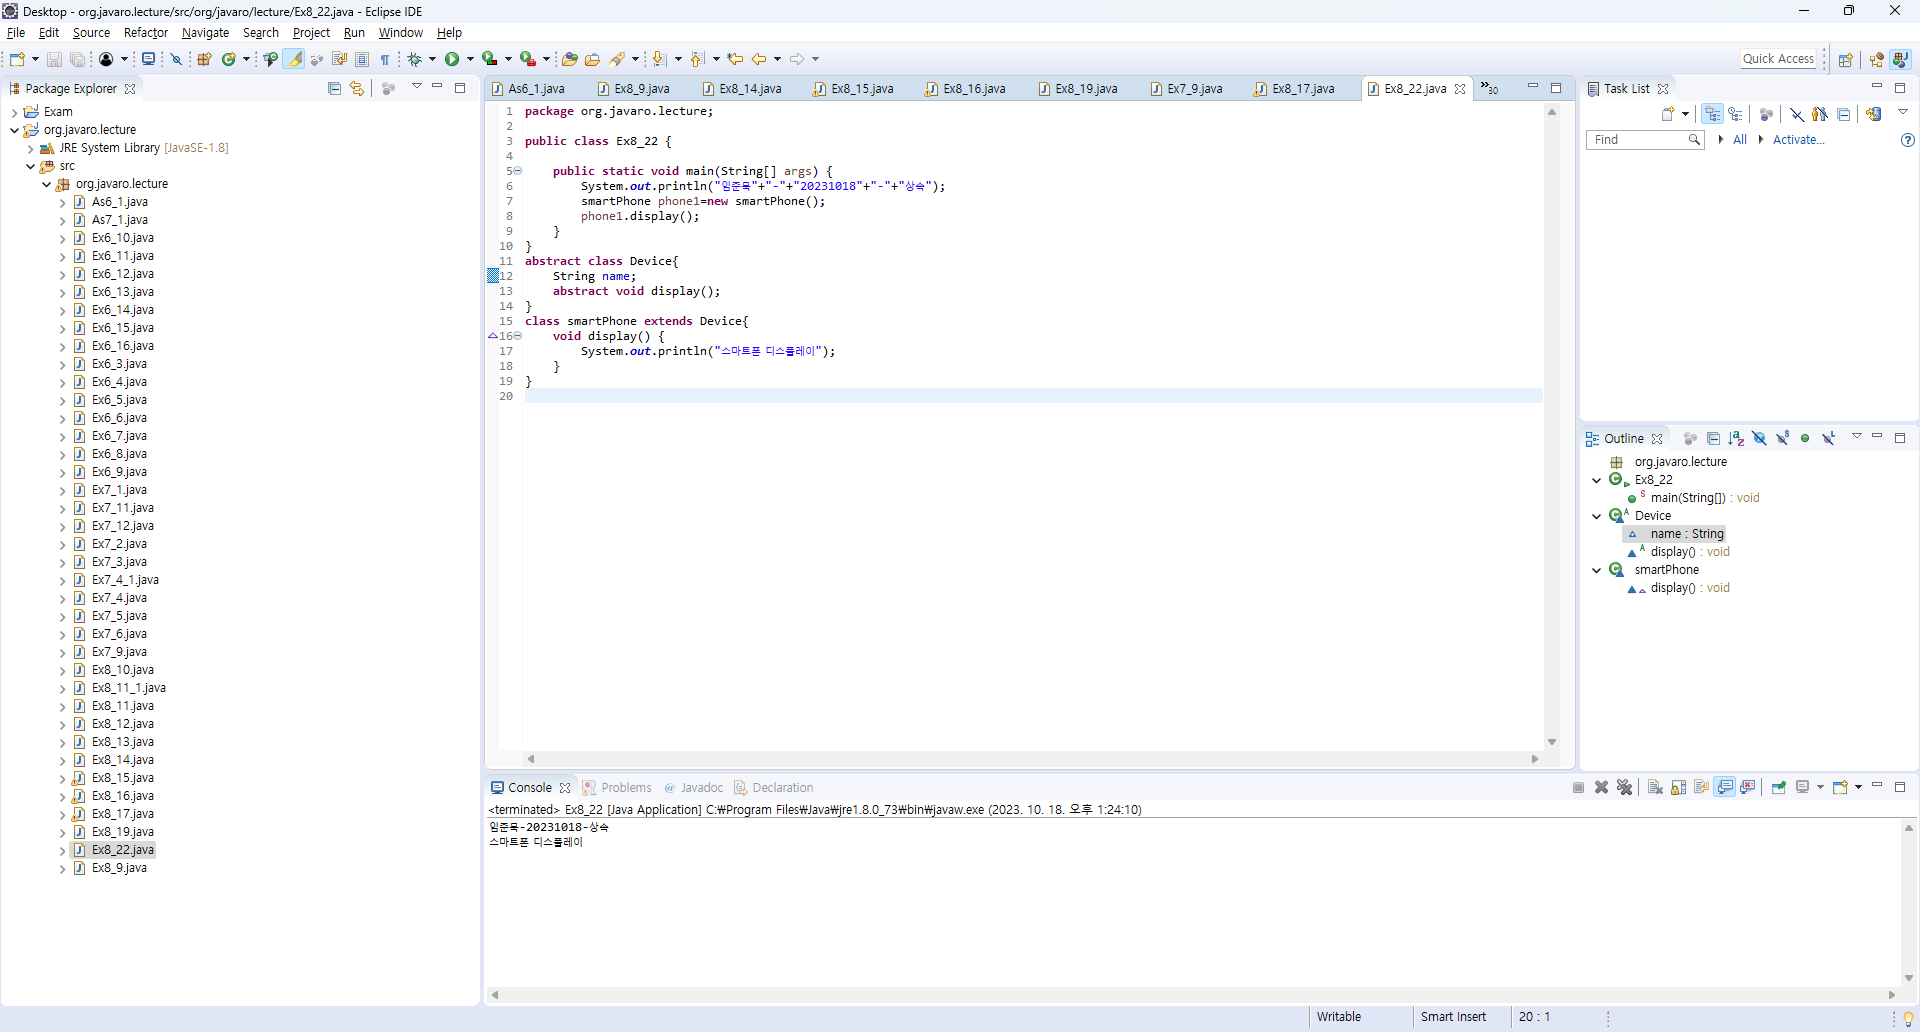 Desktop - org.javaro.lecture/src/org/javaro/lecture/Ex8_22.java - Eclipse IDE
File Edit Source Refactor Navigate Search Project Run Window Help
Quick Access
Package Explorer
Exam
org.javaro.lecture
JRE System Library [JavaSE-1.8]
src
org.javaro.lecture
As6_1.java
As7_1.java
Ex6_10.java
Ex6_11.java
Ex6_12.java
Ex6_13.java
Ex6_14.java
Ex6_15.java
Ex6_16.java
Ex6_3.java
Ex6_4.java
Ex6_5.java
Ex6_6.java
Ex6_7.java
Ex6_8.java
Ex6_9.java
Ex7_1.java
Ex7_11.java
Ex7_12.java
Ex7_2.java
Ex7_3.java
Ex7_4_1.java
Ex7_4.java
Ex7_5.java
Ex7_6.java
Ex7_9.java
Ex8_10.java
Ex8_11_1.java
Ex8_11.java
Ex8_12.java
Ex8_13.java
Ex8_14.java
Ex8_15.java
Ex8_16.java
Ex8_17.java
Ex8_19.java
Ex8_22.java
Ex8_9.java
As6_1.java Ex8_9.java Ex8_14.java Ex8_15.java Ex8_16.java Ex8_19.java Ex7_9.java Ex8_17.java Ex8_22.java »30
1 package org.javaro.lecture;
2
3 public class Ex8_22 {
4
5 public static void main(String[] args) {
6 System.out.println("임준묵"+"-"+"20231018"+"-"+"상속");
7 smartPhone phone1=new smartPhone();
8 phone1.display();
9 }
10 }
11 abstract class Device{
12 String name;
13 abstract void display();
14 }
15 class smartPhone extends Device{
16 void display() {
17 System.out.println("스마트폰 디스플레이");
18 }
19 }
20
Task List
Find All Activate...
Outline
org.javaro.lecture
Ex8_22
main(String[]) : void
Device
name : String
display() : void
smartPhone
display() : void
Console Problems @ Javadoc Declaration
<terminated> Ex8_22 [Java Application] C:₩Program Files₩Java₩jre1.8.0_73₩bin₩javaw.exe (2023. 10. 18. 오후 1:24:10)
임준묵-20231018-상속
스마트폰 디스플레이
Writable Smart Insert 20 : 1